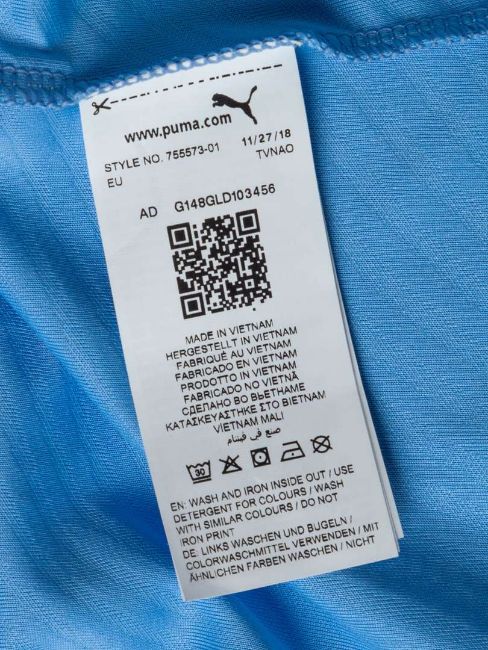 www.puma.com
STYLE NO. 755573-01 11/27/18
EU TVNAO
AD G148GLD103456
MADE IN VIETNAM
HERGESTELLT IN VIETNAM
FABRIQUÉ AU VIETNAM
FABRICADO EN VIETNAM
PRODOTTO IN VIETNAM
FABRICADO NO VIETNÃ
СДЕЛАНО ВО ВЬЕТНАМЕ
ΚΑΤΑΣΚΕΥΑΣΤΗΚΕ ΣΤΟ ΒΙΕΤΝΑΜ
VIETNAM MALI
صنع في فيتنام
30
EN: WASH AND IRON INSIDE OUT / USE
DETERGENT FOR COLOURS / WASH
WITH SIMILAR COLOURS / DO NOT
IRON PRINT
DE: LINKS WASCHEN UND BUGELN /
COLORWASCHMITTEL VERWENDEN / MIT
ÄHNLICHEN FARBEN WASCHEN / NICHT